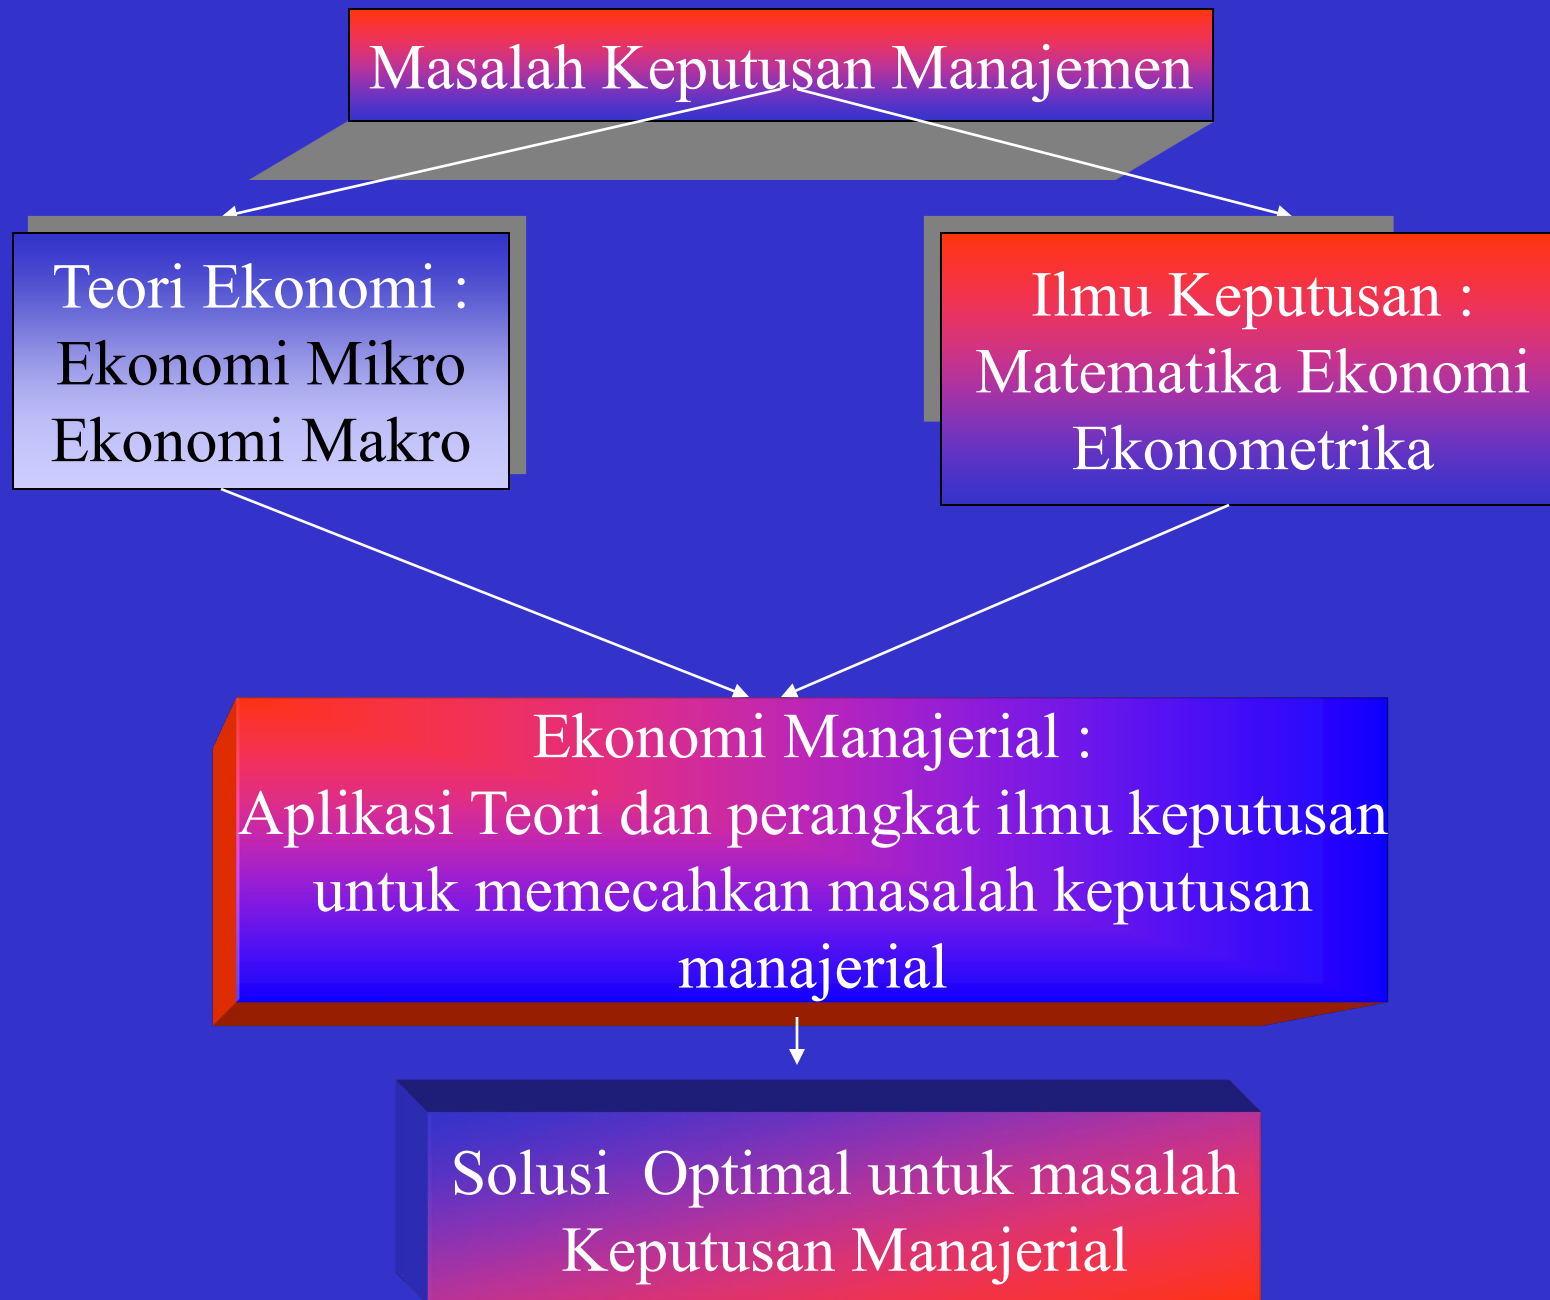 Masalah Keputusan Manajemen
Teori Ekonomi :
Ekonomi Mikro
Ekonomi Makro
Ilmu Keputusan :
Matematika Ekonomi
Ekonometrika
Ekonomi Manajerial :
Aplikasi Teori dan perangkat ilmu keputusan
untuk memecahkan masalah keputusan
manajerial
Solusi  Optimal untuk masalah
Keputusan Manajerial